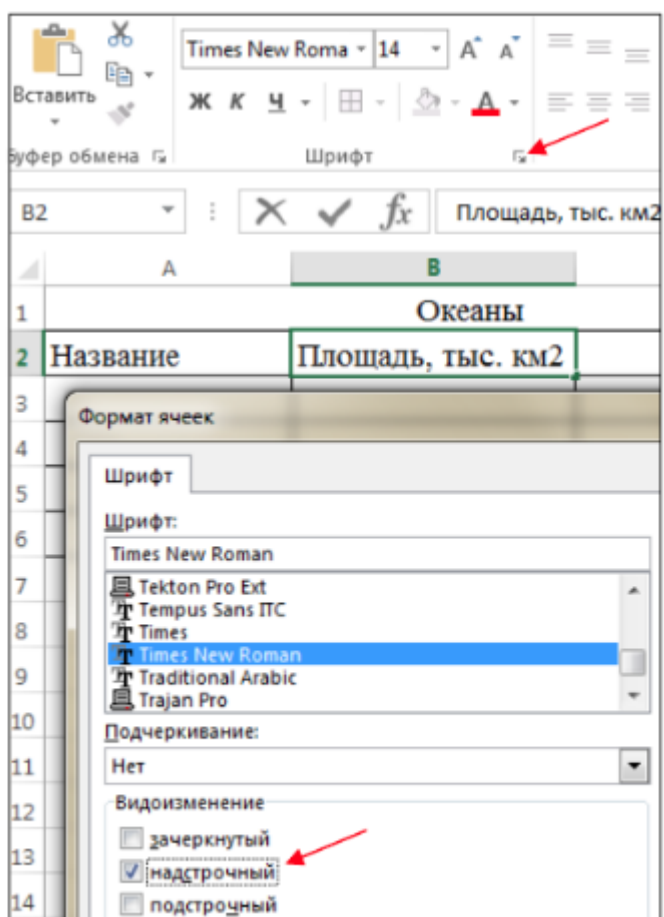 Times New Roma 14 A A
Вставить
Ж К Ч А
Буфер обмена Шрифт
B2 fx Площадь, тыс. км2
A B
1 Океаны
2 Название Площадь, тыс. км2
3
Формат ячеек
4
Шрифт
5
Шрифт:
6
Times New Roman
7 Tekton Pro Ext
Tempus Sans ITC
8 Times
Times New Roman
9 Traditional Arabic
Trajan Pro
10
Подчеркивание:
11 Нет
12 Видоизменение
зачеркнутый
13 надстрочный
14 подстрочный